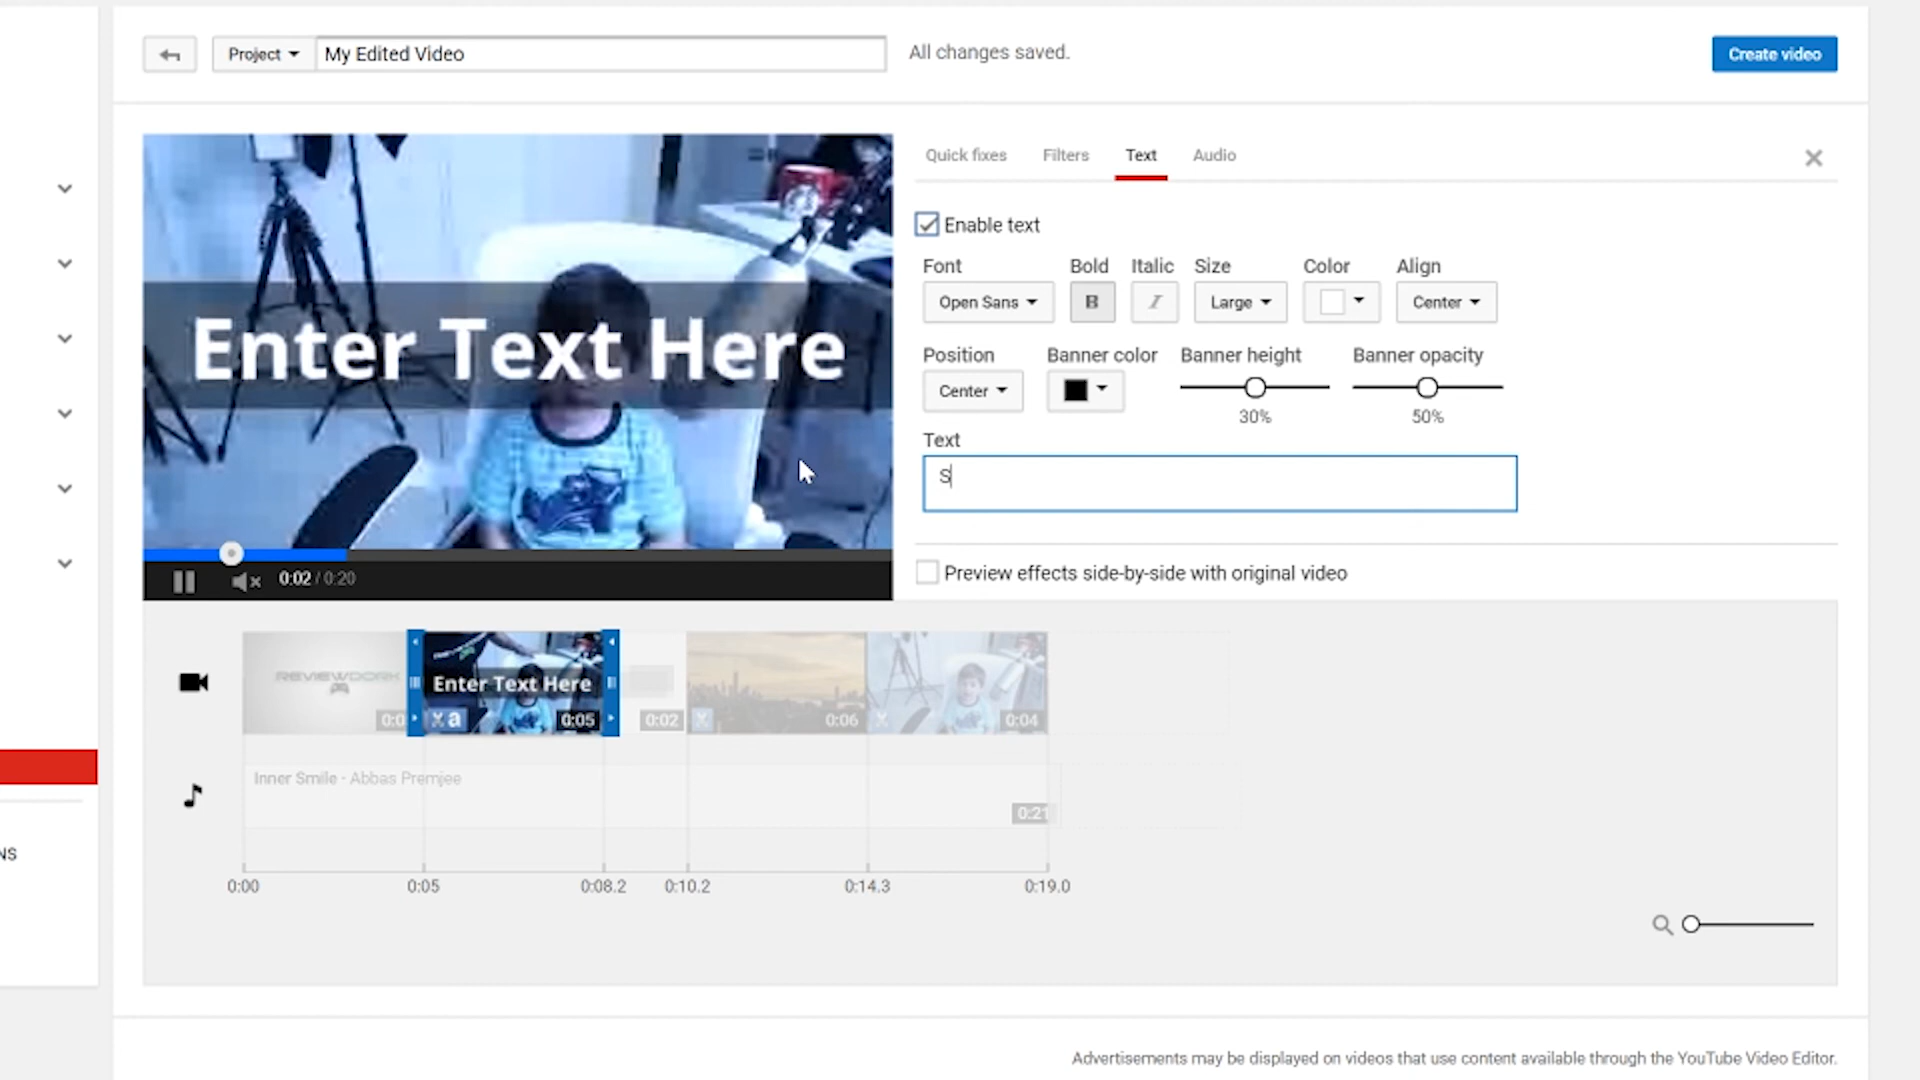 Project
My Edited Video
All changes saved.
Create video
Quick fixes
Filters
Text
Audio
Enable text
Font
Bold
Italic
Size
Color
Align
Open Sans
B
I
Large
Center
Position
Banner color
Banner height
Banner opacity
Center
30%
50%
Text
S
Enter Text Here
0:02 / 0:20
Preview effects side-by-side with original video
REVIEWDORK
0:0
Enter Text Here
a
0:05
0:02
0:06
0:04
Inner Smile - Abbas Premjee
0:21
0:00
0:05
0:08.2
0:10.2
0:14.3
0:19.0
NS
Advertisements may be displayed on videos that use content available through the YouTube Video Editor.